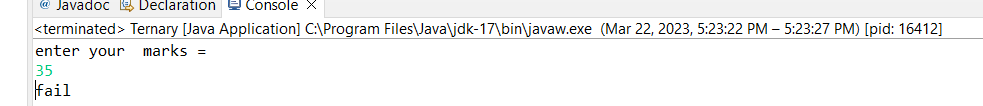 @ Javadoc Declaration Console ×
<terminated> Ternary [Java Application] C:\Program Files\Java\jdk-17\bin\javaw.exe (Mar 22, 2023, 5:23:22 PM – 5:23:27 PM) [pid: 16412]
enter your  marks =
35
fail